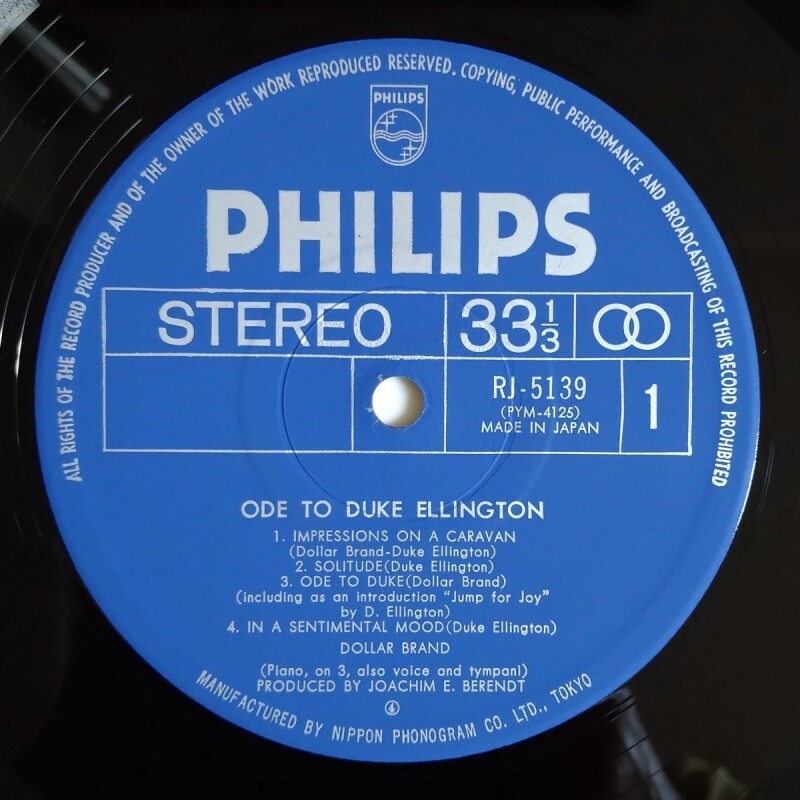 ALL RIGHTS OF THE RECORD PRODUCER AND OF THE OWNER OF THE WORK REPRODUCED RESERVED. COPYING, PUBLIC PERFORMANCE AND BROADCASTING OF THIS RECORD PROHIBITED
PHILIPS
PHILIPS
STEREO
33 1/3
RJ-5139
(PYM-4125)
MADE IN JAPAN
1
ODE TO DUKE ELLINGTON
1. IMPRESSIONS ON A CARAVAN
(Dollar Brand-Duke Ellington)
2. SOLITUDE(Duke Ellington)
3. ODE TO DUKE(Dollar Brand)
(including as an introduction "Jump for Joy"
by D. Ellington)
4. IN A SENTIMENTAL MOOD(Duke Ellington)
DOLLAR BRAND
(Piano, on 3, also voice and tympani)
PRODUCED BY JOACHIM E. BERENDT
MANUFACTURED BY NIPPON PHONOGRAM CO. LTD., TOKYO